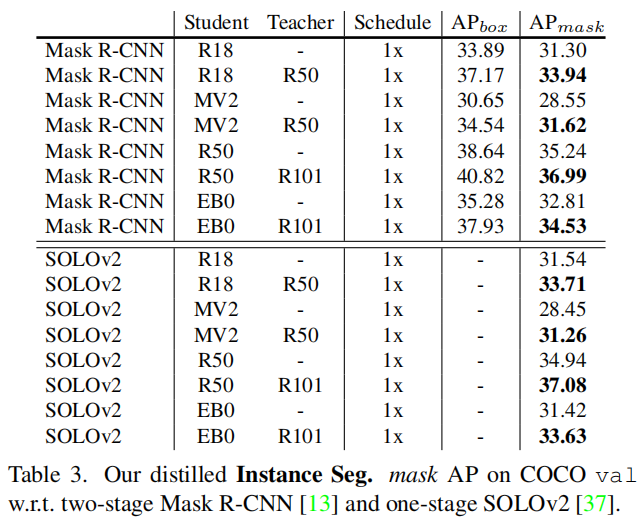 Student Teacher Schedule APbox APmask
Mask R-CNN R18 - 1x 33.89 31.30
Mask R-CNN R18 R50 1x 37.17 33.94
Mask R-CNN MV2 - 1x 30.65 28.55
Mask R-CNN MV2 R50 1x 34.54 31.62
Mask R-CNN R50 - 1x 38.64 35.24
Mask R-CNN R50 R101 1x 40.82 36.99
Mask R-CNN EB0 - 1x 35.28 32.81
Mask R-CNN EB0 R101 1x 37.93 34.53
SOLOv2 R18 - 1x - 31.54
SOLOv2 R18 R50 1x - 33.71
SOLOv2 MV2 - 1x - 28.45
SOLOv2 MV2 R50 1x - 31.26
SOLOv2 R50 - 1x - 34.94
SOLOv2 R50 R101 1x - 37.08
SOLOv2 EB0 - 1x - 31.42
SOLOv2 EB0 R101 1x - 33.63
Table 3. Our distilled Instance Seg. mask AP on COCO val
w.r.t. two-stage Mask R-CNN [13] and one-stage SOLOv2 [37].